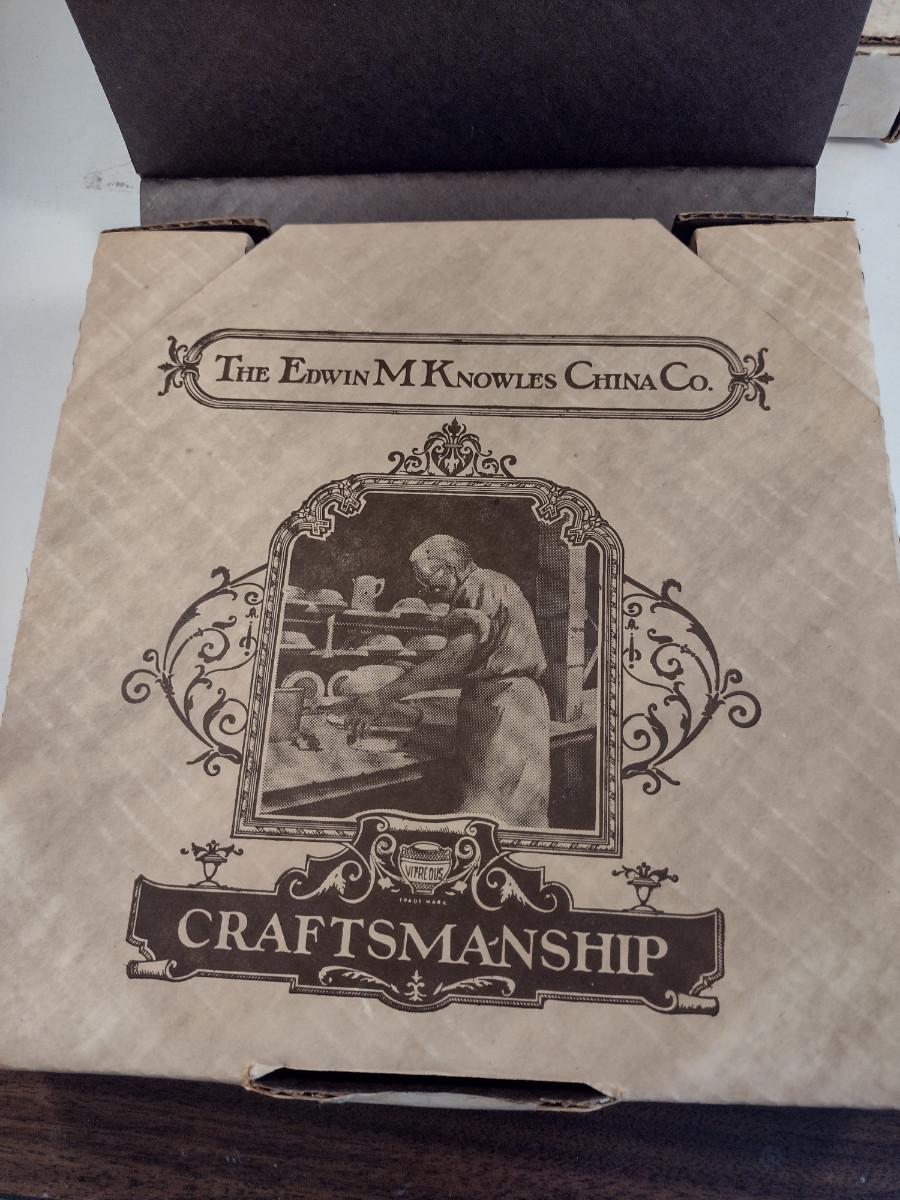 THE EDWIN M KNOWLES CHINA CO.
VITREOUS
TRADE MARK
CRAFTSMANSHIP